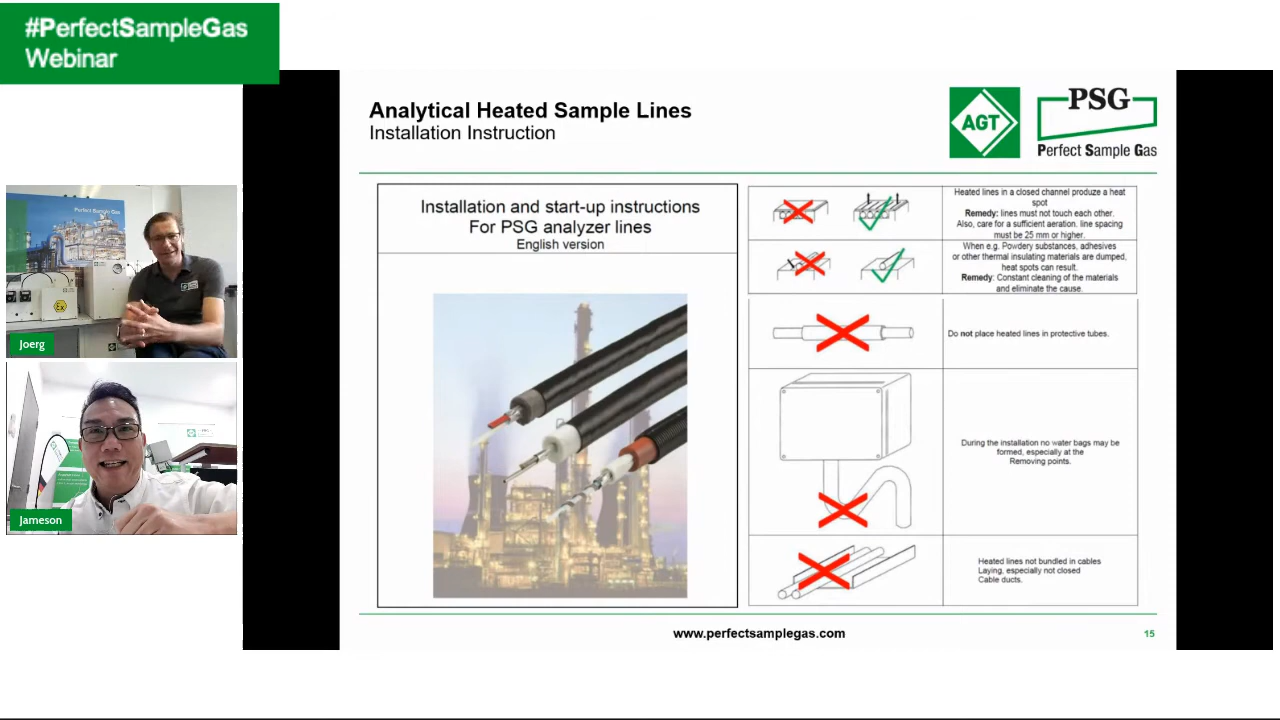 #PerfectSampleGas
Webinar
Analytical Heated Sample Lines
Installation Instruction
AGT
PSG
Perfect Sample Gas
Installation and start-up instructions
For PSG analyzer lines
English version
Heated lines in a closed channel produce a heat
spot
Remedy: lines must not touch each other.
Also, care for a sufficient aeration. line spacing
must be 25 mm or higher.
When e.g. Powdery substances, adhesives
or other thermal insulating materials are dumped,
heat spots can result.
Remedy: Constant cleaning of the materials
and eliminate the cause.
Do not place heated lines in protective tubes.
During the installation no water bags may be
formed, especially at the
Removing points.
Heated lines not bundled in cables
Laying, especially not closed
Cable ducts.
www.perfectsamplegas.com
15
Perfect Sample Gas
Ex
Joerg
Jameson